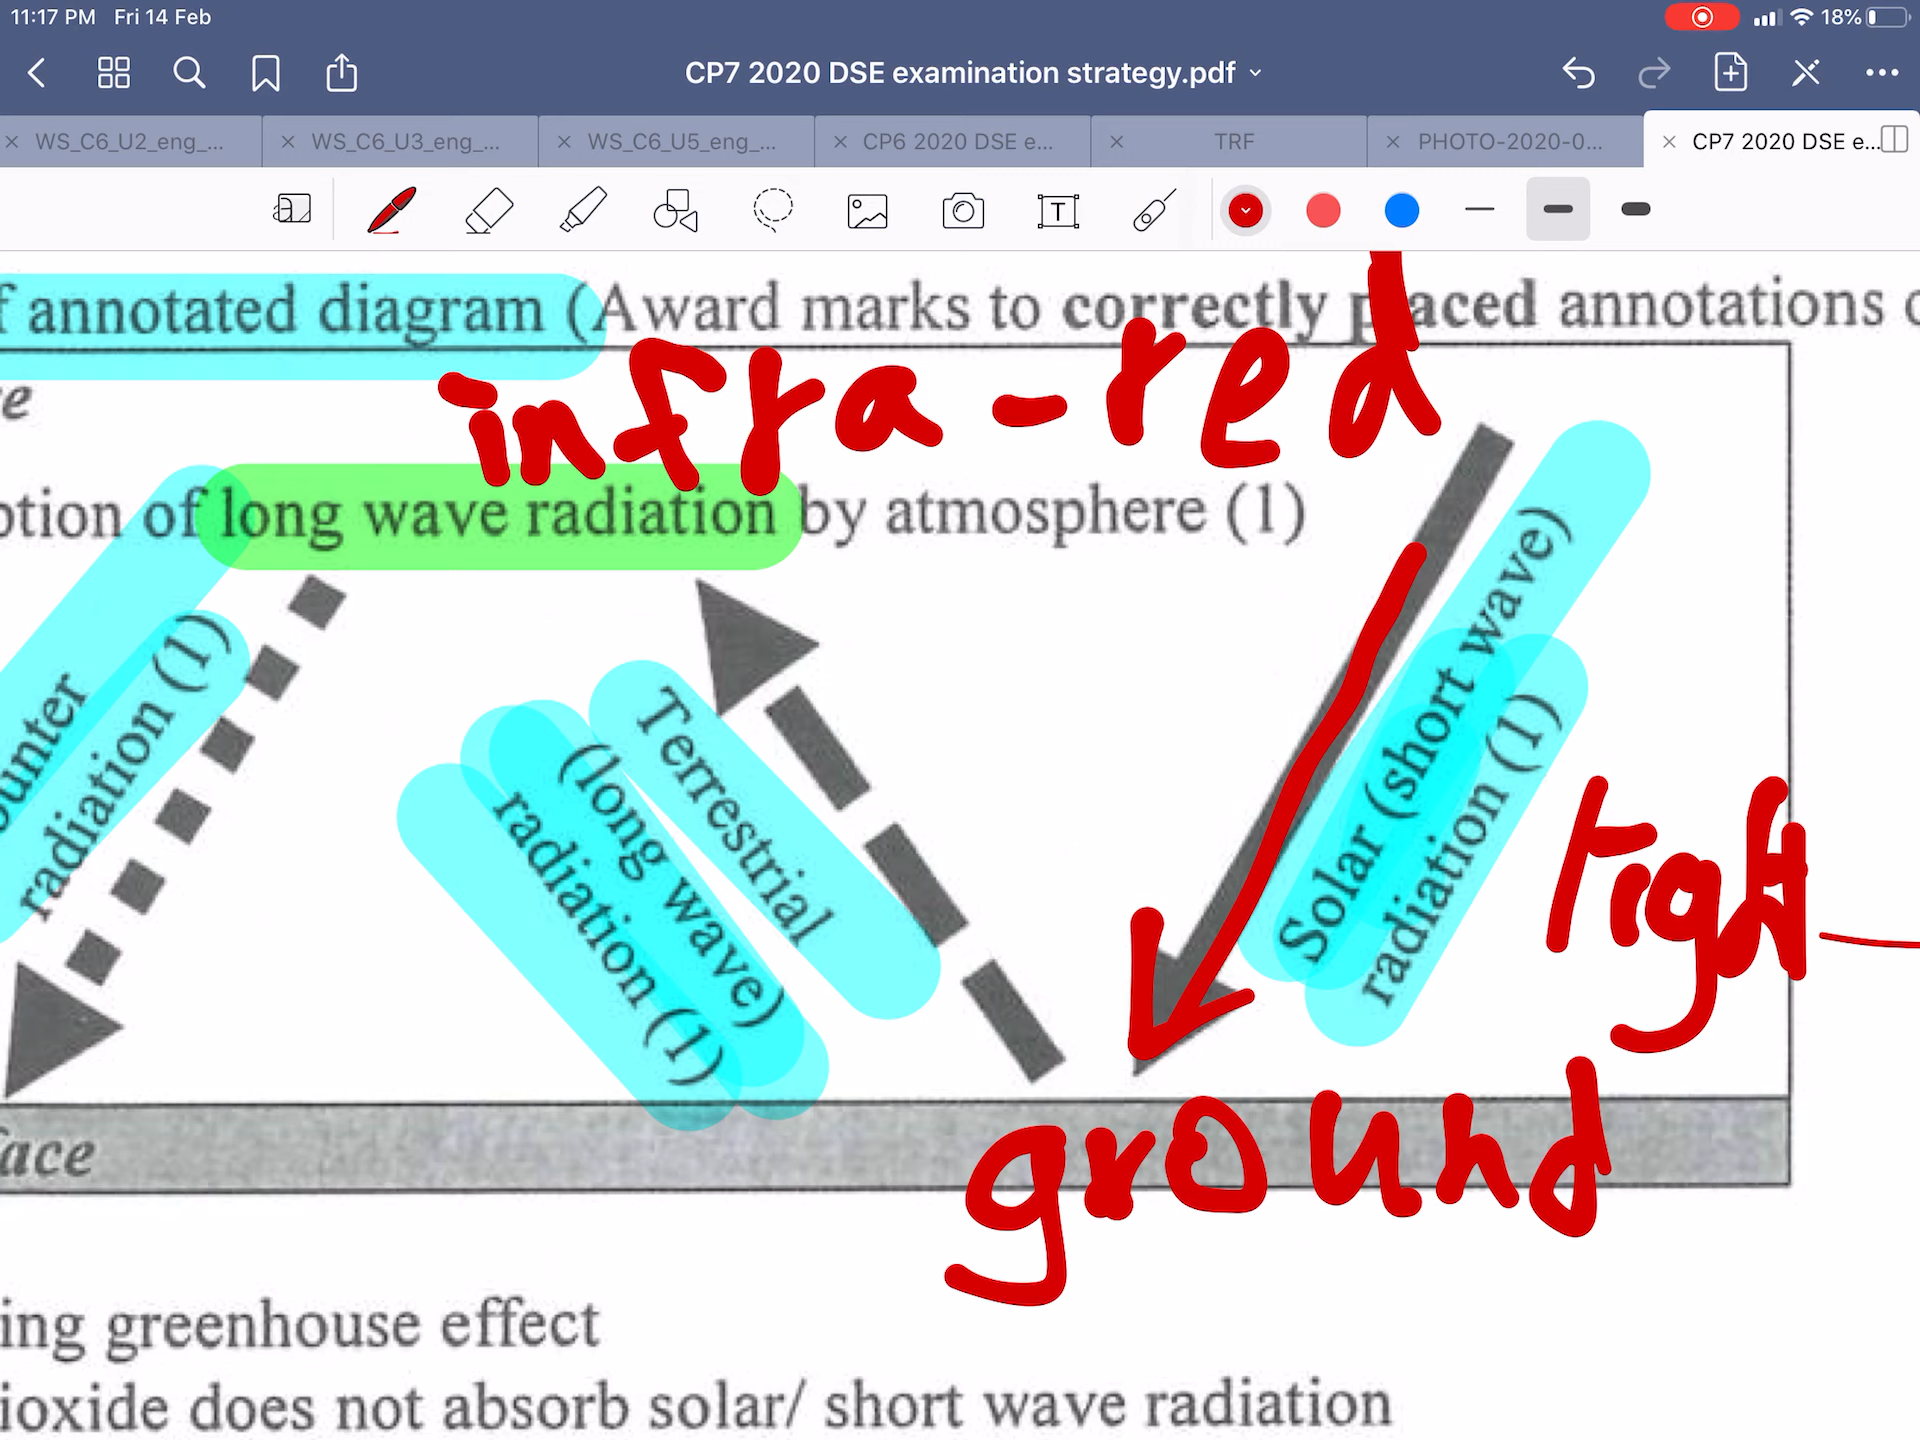 11:17 PM Fri 14 Feb 18%
CP7 2020 DSE examination strategy.pdf
WS_C6_U2_eng_... WS_C6_U3_eng_... WS_C6_U5_eng_... CP6 2020 DSE e... TRF PHOTO-2020-0... CP7 2020 DSE e...
f annotated diagram (Award marks to correctly placed annotations
infra-red
e
ption of long wave radiation by atmosphere (1)
ounter
radiation (1)
Terrestrial
(long wave)
radiation (1)
Solar (short wave)
radiation (1)
ground
face
ing greenhouse effect
ioxide does not absorb solar/ short wave radiation